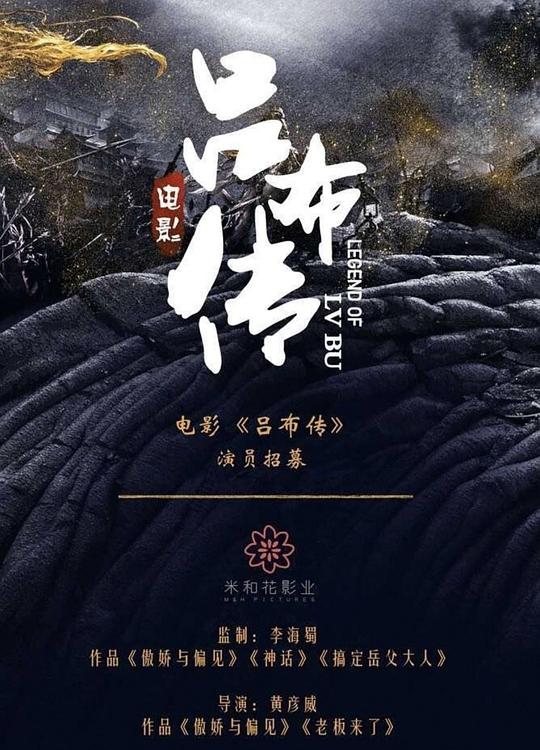 吕布传
电影
LEGEND OF
LV BU
电影《吕布传》
演员招募
米和花影业
M&H PICTURES
监制：李海蜀
作品《傲娇与偏见》《神话》《搞定岳父大人》
导演：黄彦威
作品《傲娇与偏见》《老板来了》